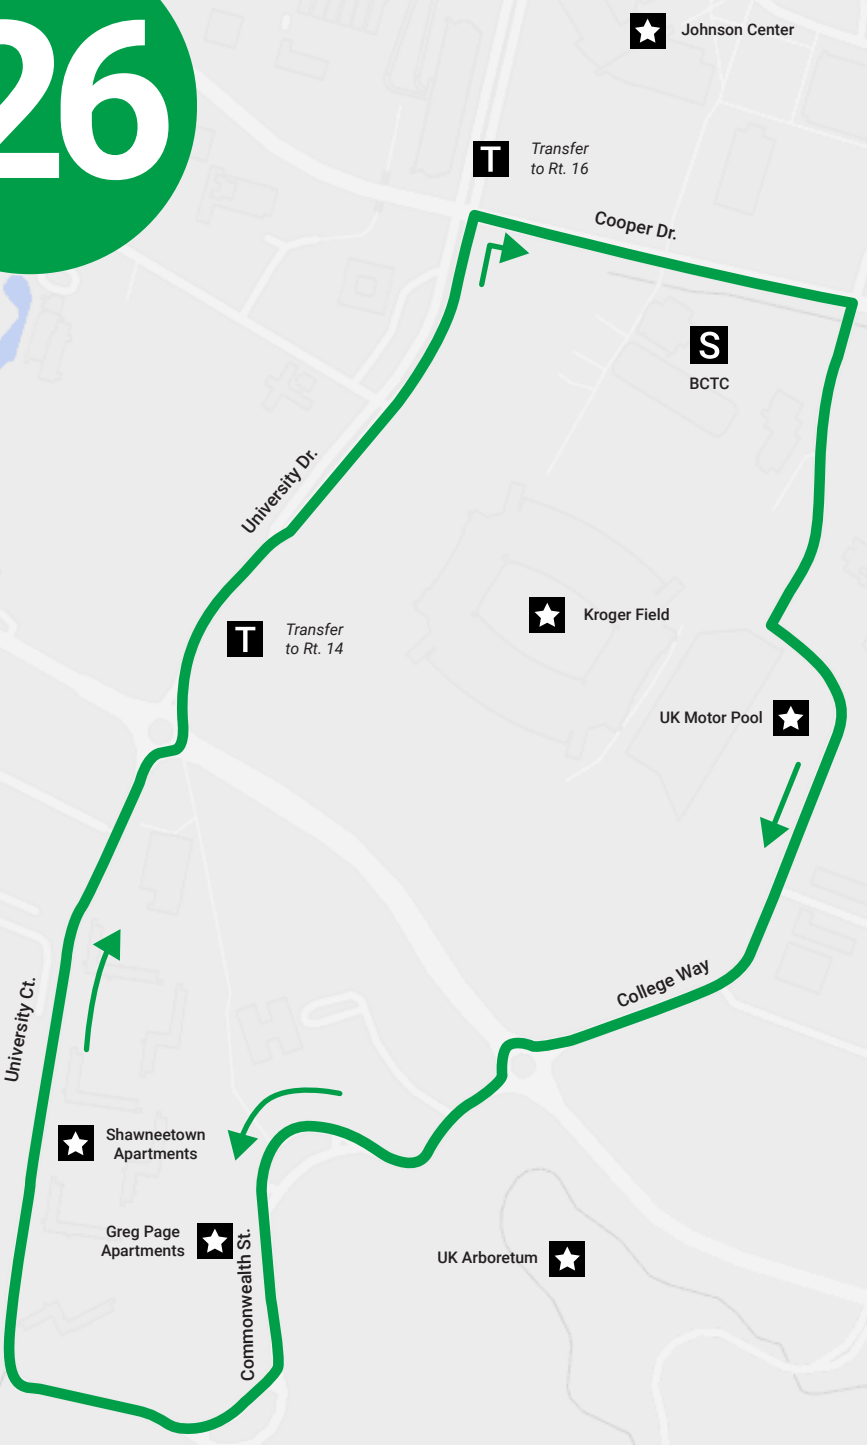 26
Johnson Center
T
Transfer
to Rt. 16
Cooper Dr.
S
BCTC
University Dr.
Kroger Field
T
Transfer
to Rt. 14
UK Motor Pool
College Way
University Ct.
Shawneetown
Apartments
Greg Page
Apartments
Commonwealth St.
UK Arboretum